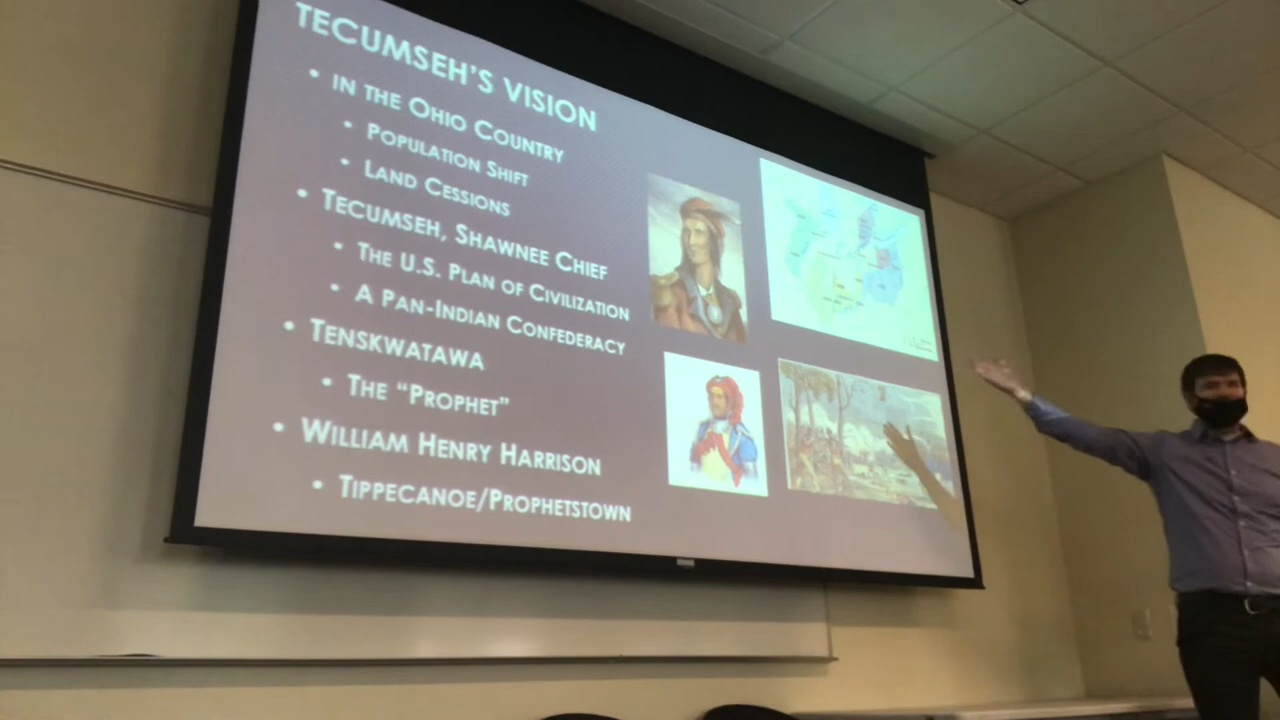 TECUMSEH'S VISION
• IN THE OHIO COUNTRY
• POPULATION SHIFT
• LAND CESSIONS
• TECUMSEH, SHAWNEE CHIEF
• THE U.S. PLAN OF CIVILIZATION
• A PAN-INDIAN CONFEDERACY
• TENSKWATAWA
• THE “PROPHET”
• WILLIAM HENRY HARRISON
• TIPPECANOE/PROPHETSTOWN